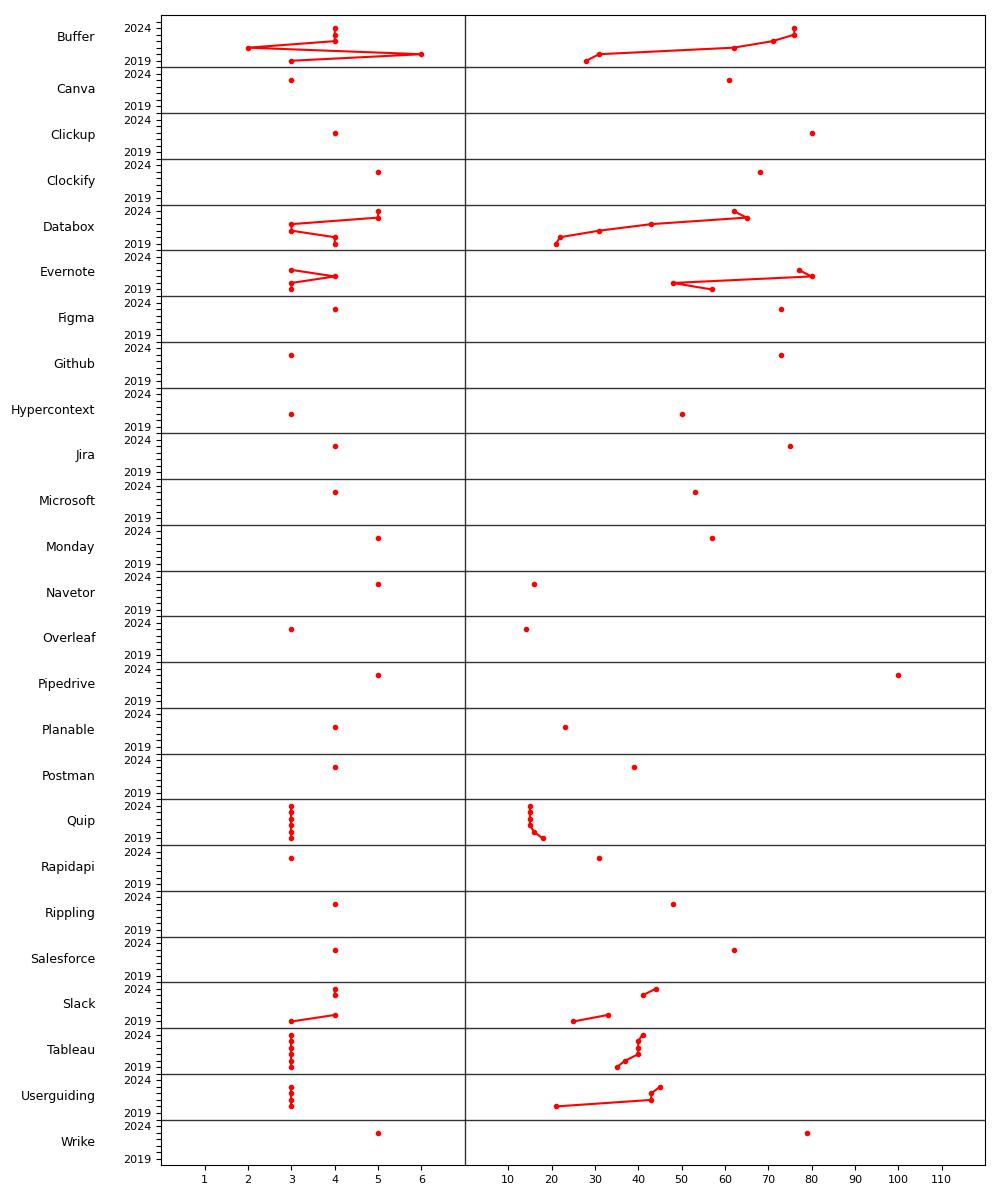 Buffer
2024
2019
Canva
2024
2019
Clickup
2024
2019
Clockify
2024
2019
Databox
2024
2019
Evernote
2024
2019
Figma
2024
2019
Github
2024
2019
Hypercontext
2024
2019
Jira
2024
2019
Microsoft
2024
2019
Monday
2024
2019
Navetor
2024
2019
Overleaf
2024
2019
Pipedrive
2024
2019
Planable
2024
2019
Postman
2024
2019
Quip
2024
2019
Rapidapi
2024
2019
Rippling
2024
2019
Salesforce
2024
2019
Slack
2024
2019
Tableau
2024
2019
Userguiding
2024
2019
Wrike
2024
2019
1 2 3 4 5 6 10 20 30 40 50 60 70 80 90 100 110